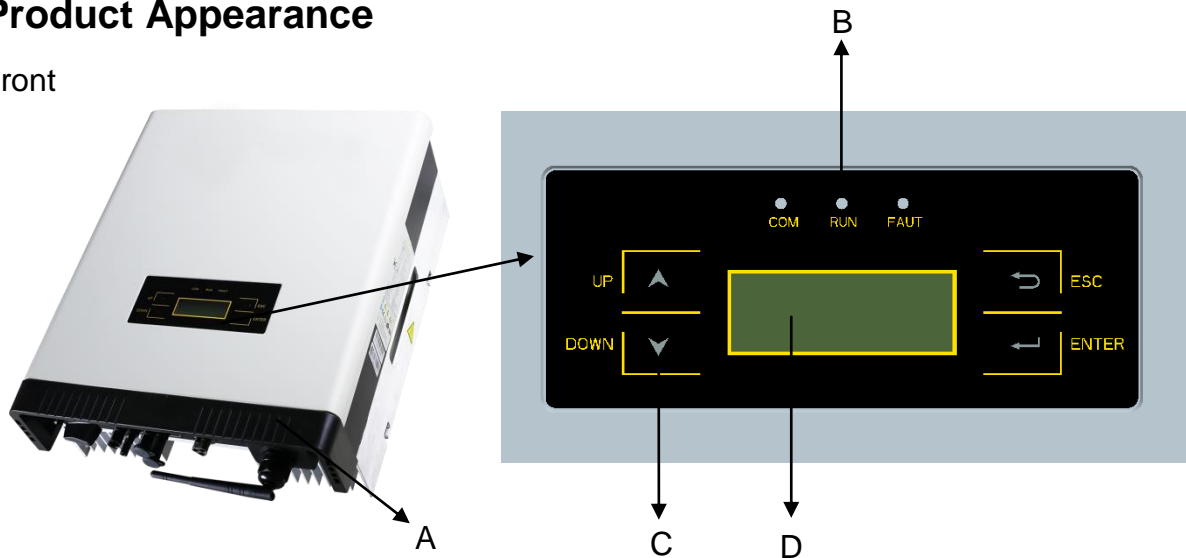 Product Appearance
ront
B
COM RUN FAUT
UP
ESC
DOWN
ENTER
A
C
D